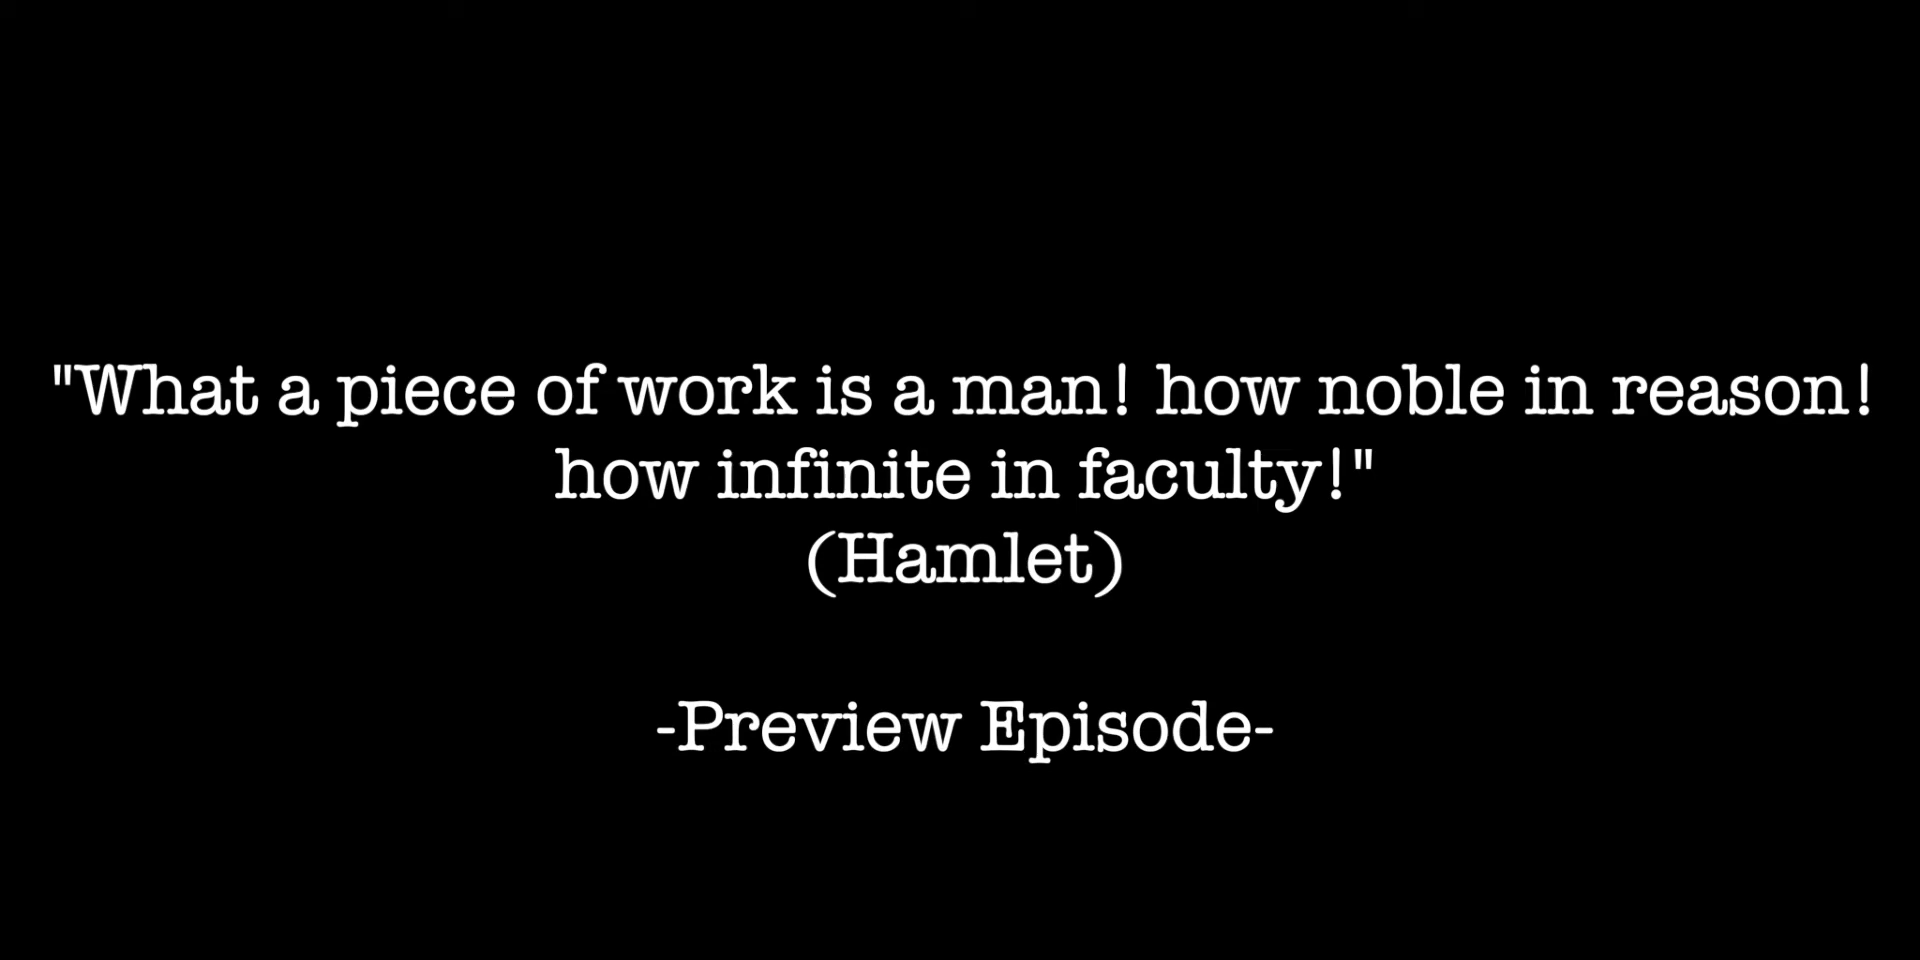 "What a piece of work is a man! how noble in reason!
how infinite in faculty!"
(Hamlet)
-Preview Episode-